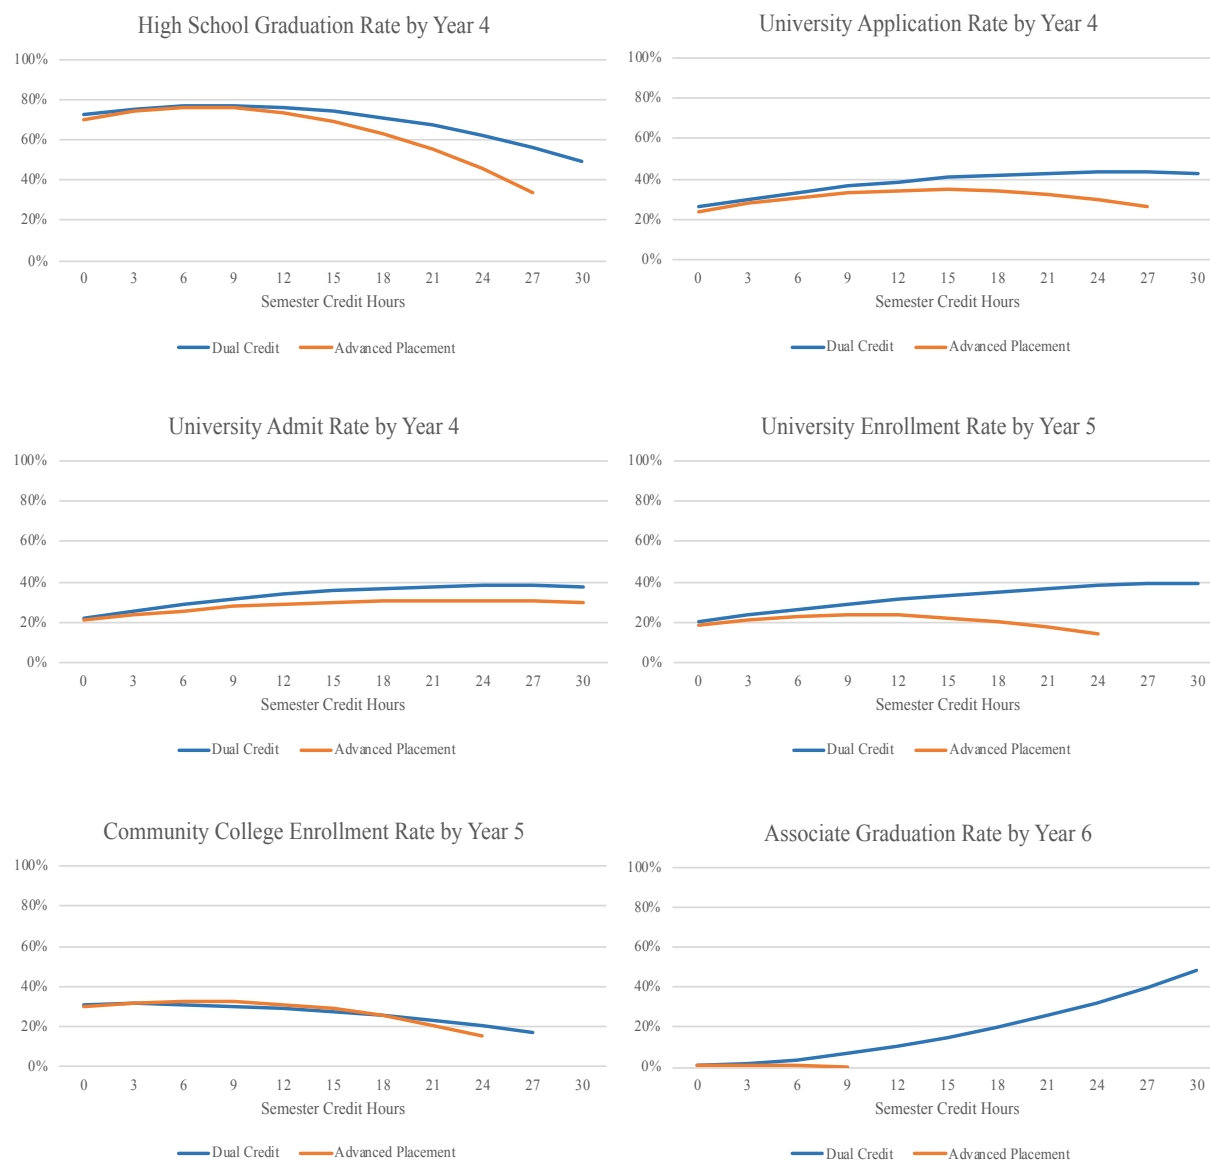 High School Graduation Rate by Year 4
100%
80%
60%
40%
20%
0%
0 3 6 9 12 15 18 21 24 27 30
Semester Credit Hours
Dual Credit Advanced Placement
University Application Rate by Year 4
100%
80%
60%
40%
20%
0%
0 3 6 9 12 15 18 21 24 27 30
Semester Credit Hours
Dual Credit Advanced Placement
University Admit Rate by Year 4
100%
80%
60%
40%
20%
0%
0 3 6 9 12 15 18 21 24 27 30
Semester Credit Hours
Dual Credit Advanced Placement
University Enrollment Rate by Year 5
100%
80%
60%
40%
20%
0%
0 3 6 9 12 15 18 21 24 27 30
Semester Credit Hours
Dual Credit Advanced Placement
Community College Enrollment Rate by Year 5
100%
80%
60%
40%
20%
0%
0 3 6 9 12 15 18 21 24 27 30
Semester Credit Hours
Dual Credit Advanced Placement
Associate Graduation Rate by Year 6
100%
80%
60%
40%
20%
0%
0 3 6 9 12 15 18 21 24 27 30
Semester Credit Hours
Dual Credit Advanced Placement